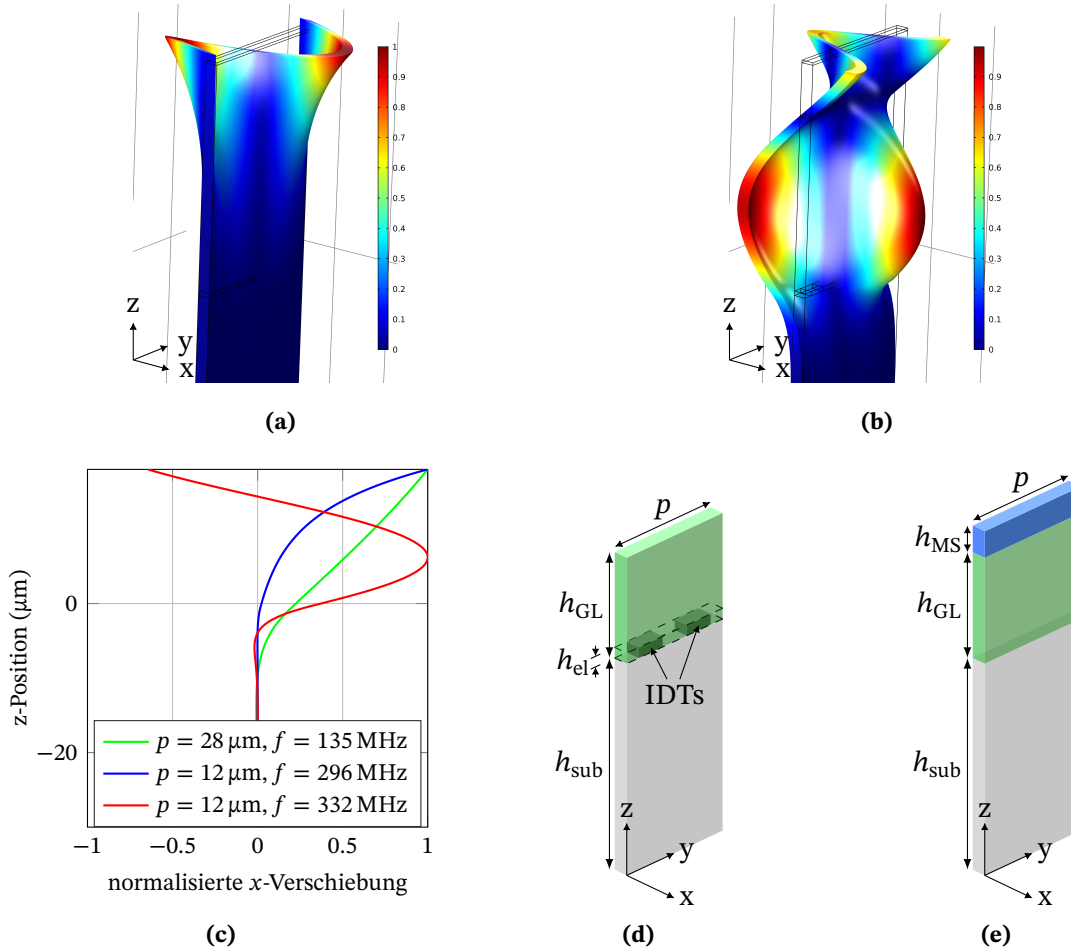 1
0.9
0.8
0.7
0.6
0.5
0.4
0.3
0.2
0.1
0
z
y
x
(a)
1
0.9
0.8
0.7
0.6
0.5
0.4
0.3
0.2
0.1
0
z
y
x
(b)
z-Position (µm)
0
−20
p = 28 µm, f = 135 MHz
p = 12 µm, f = 296 MHz
p = 12 µm, f = 332 MHz
−1 −0.5 0 0.5 1
normalisierte x-Verschiebung
(c)
p
h_GL
h_el
IDTs
h_sub
z
y
x
(d)
p
h_MS
h_GL
h_sub
z
y
x
(e)